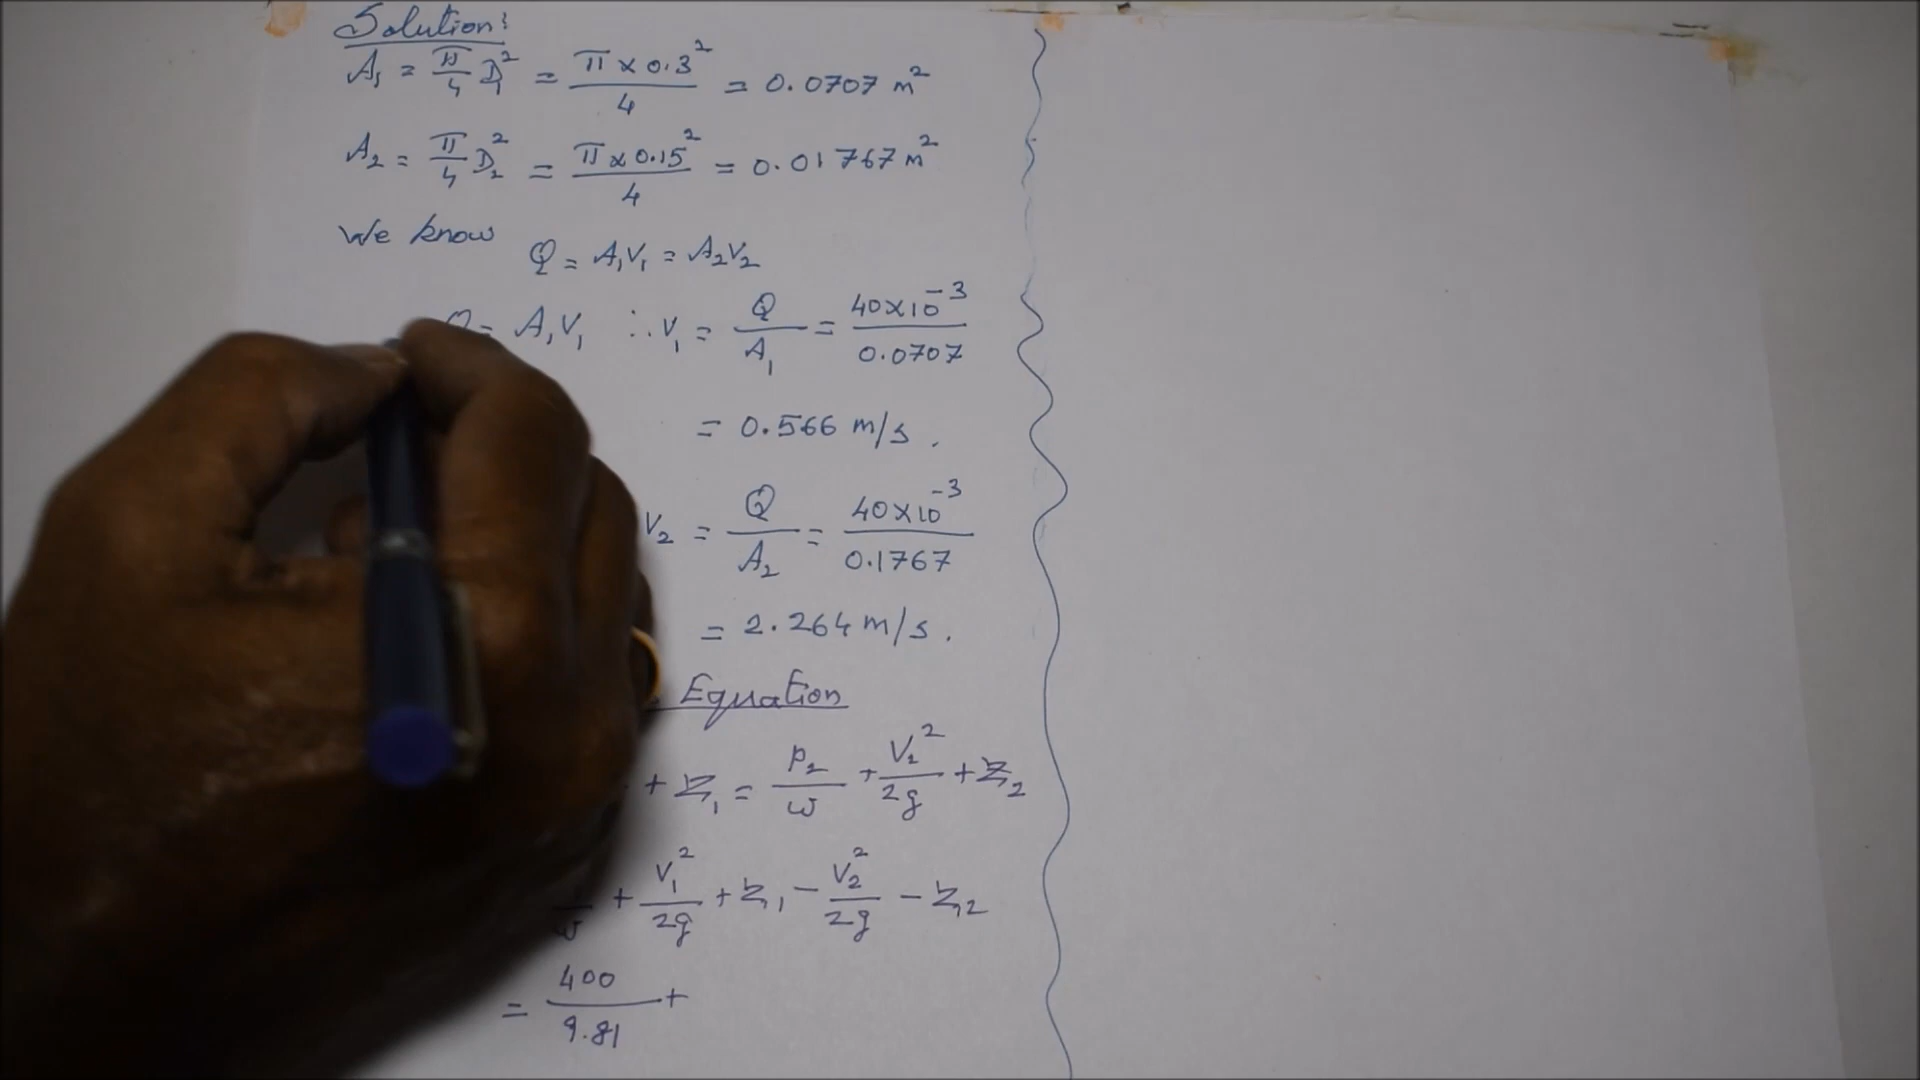 Solution:
A₁ = π/4 D₁² = π × 0.3² / 4 = 0.0707 m²
A₂ = π/4 D₂² = π × 0.15² / 4 = 0.01767 m²
We know
Q = A₁V₁ = A₂V₂
Q = A₁V₁ ∴ V₁ = Q / A₁ = 40×10⁻³ / 0.0707
= 0.566 m/s.
V₂ = Q / A₂ = 40×10⁻³ / 0.1767
= 2.264 m/s.
Equation
+ Z₁ = P₂/w + V₂²/2g + Z₂
/w + V₁²/2g + Z₁ - V₂²/2g - Z₂
= 400/9.81 +